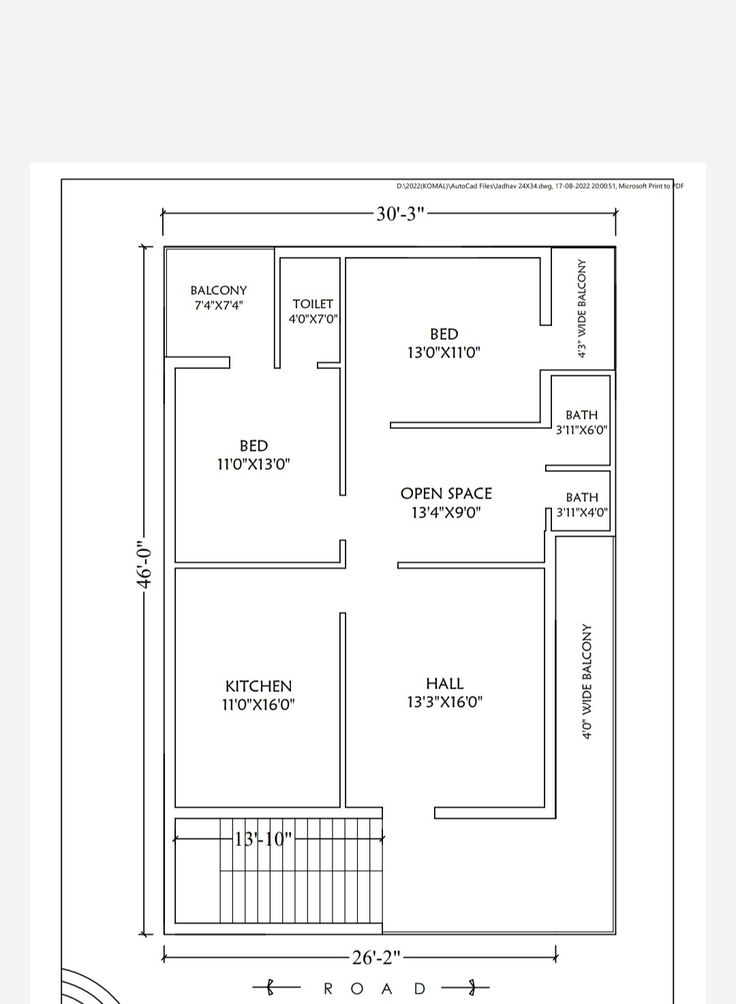 D:\2022(KOMAL)\AutoCad Files\Jadhav 24X34.dwg, 17-08-2022 20:00:51, Microsoft Print to PDF
30'-3"
BALCONY
7'4"X7'4"
TOILET
4'0"X7'0"
BED
13'0"X11'0"
4'3" WIDE BALCONY
BED
11'0"X13'0"
BATH
3'11"X6'0"
OPEN SPACE
13'4"X9'0"
BATH
3'11"X4'0"
46'-0"
KITCHEN
11'0"X16'0"
HALL
13'3"X16'0"
4'0" WIDE BALCONY
13'-10"
26'-2"
ROAD